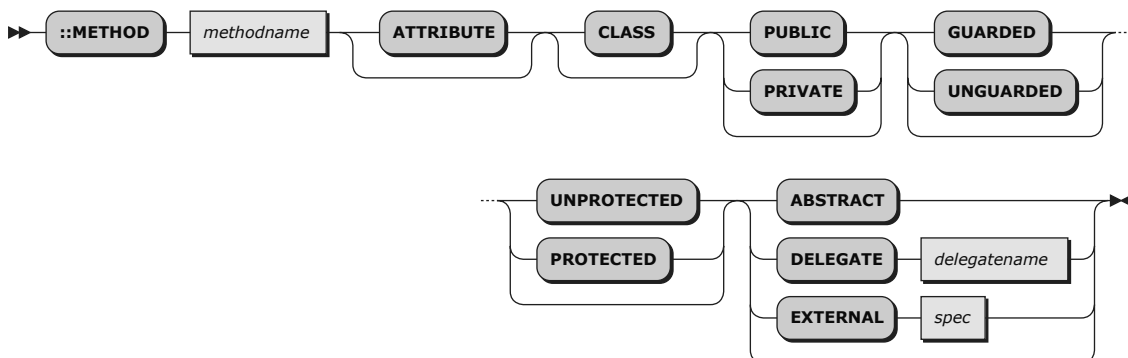 ::METHOD methodname ATTRIBUTE CLASS PUBLIC GUARDED
PRIVATE UNGUARDED
UNPROTECTED ABSTRACT
PROTECTED DELEGATE delegatename
EXTERNAL spec